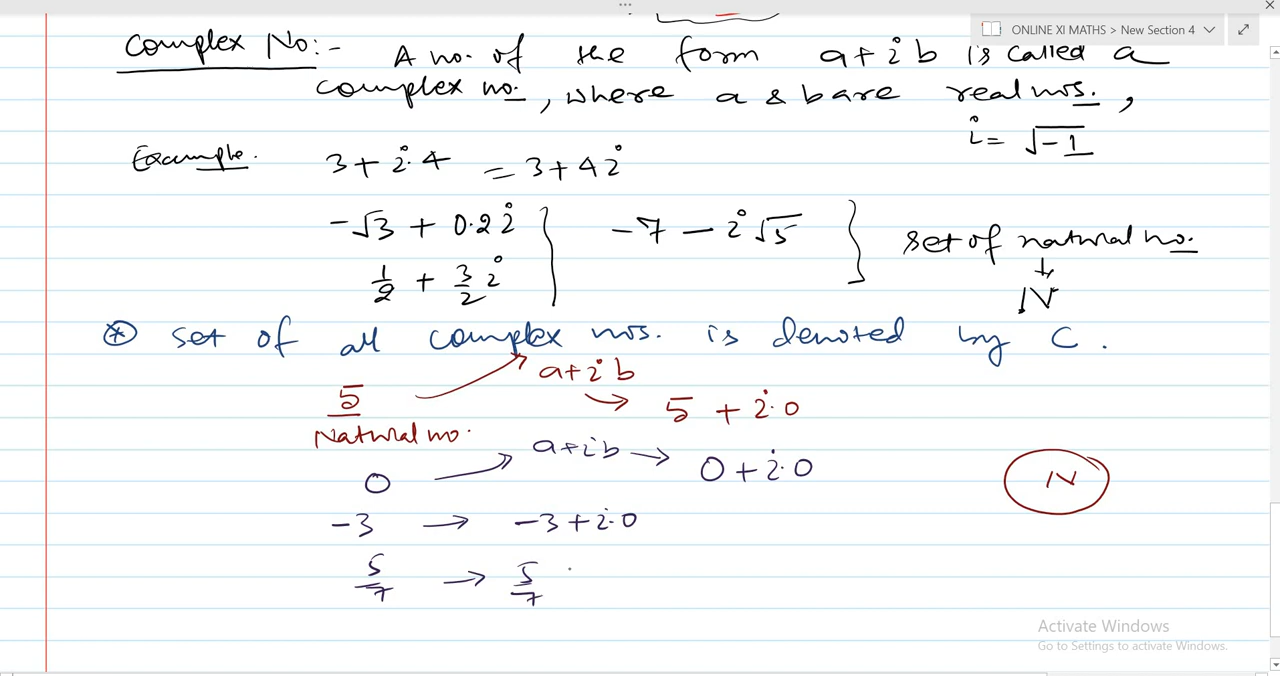 ONLINE XI MATHS > New Section 4
Complex No:- A no. of the form a + i b is called a
complex no., where a & b are real nos.,
i = √-1
Example. 3 + i.4 = 3 + 4i
-√3 + 0.2i } -7 - i√5 } set of natural no.
1/2 + 3/2 i ↓
N
* set of all complex nos. is denoted by C.
5 → a + i b → 5 + i.0
Natural no.
0 → a + i b → 0 + i.0
N
-3 → -3 + i.0
5/7 → 5/7
Activate Windows
Go to Settings to activate Windows.